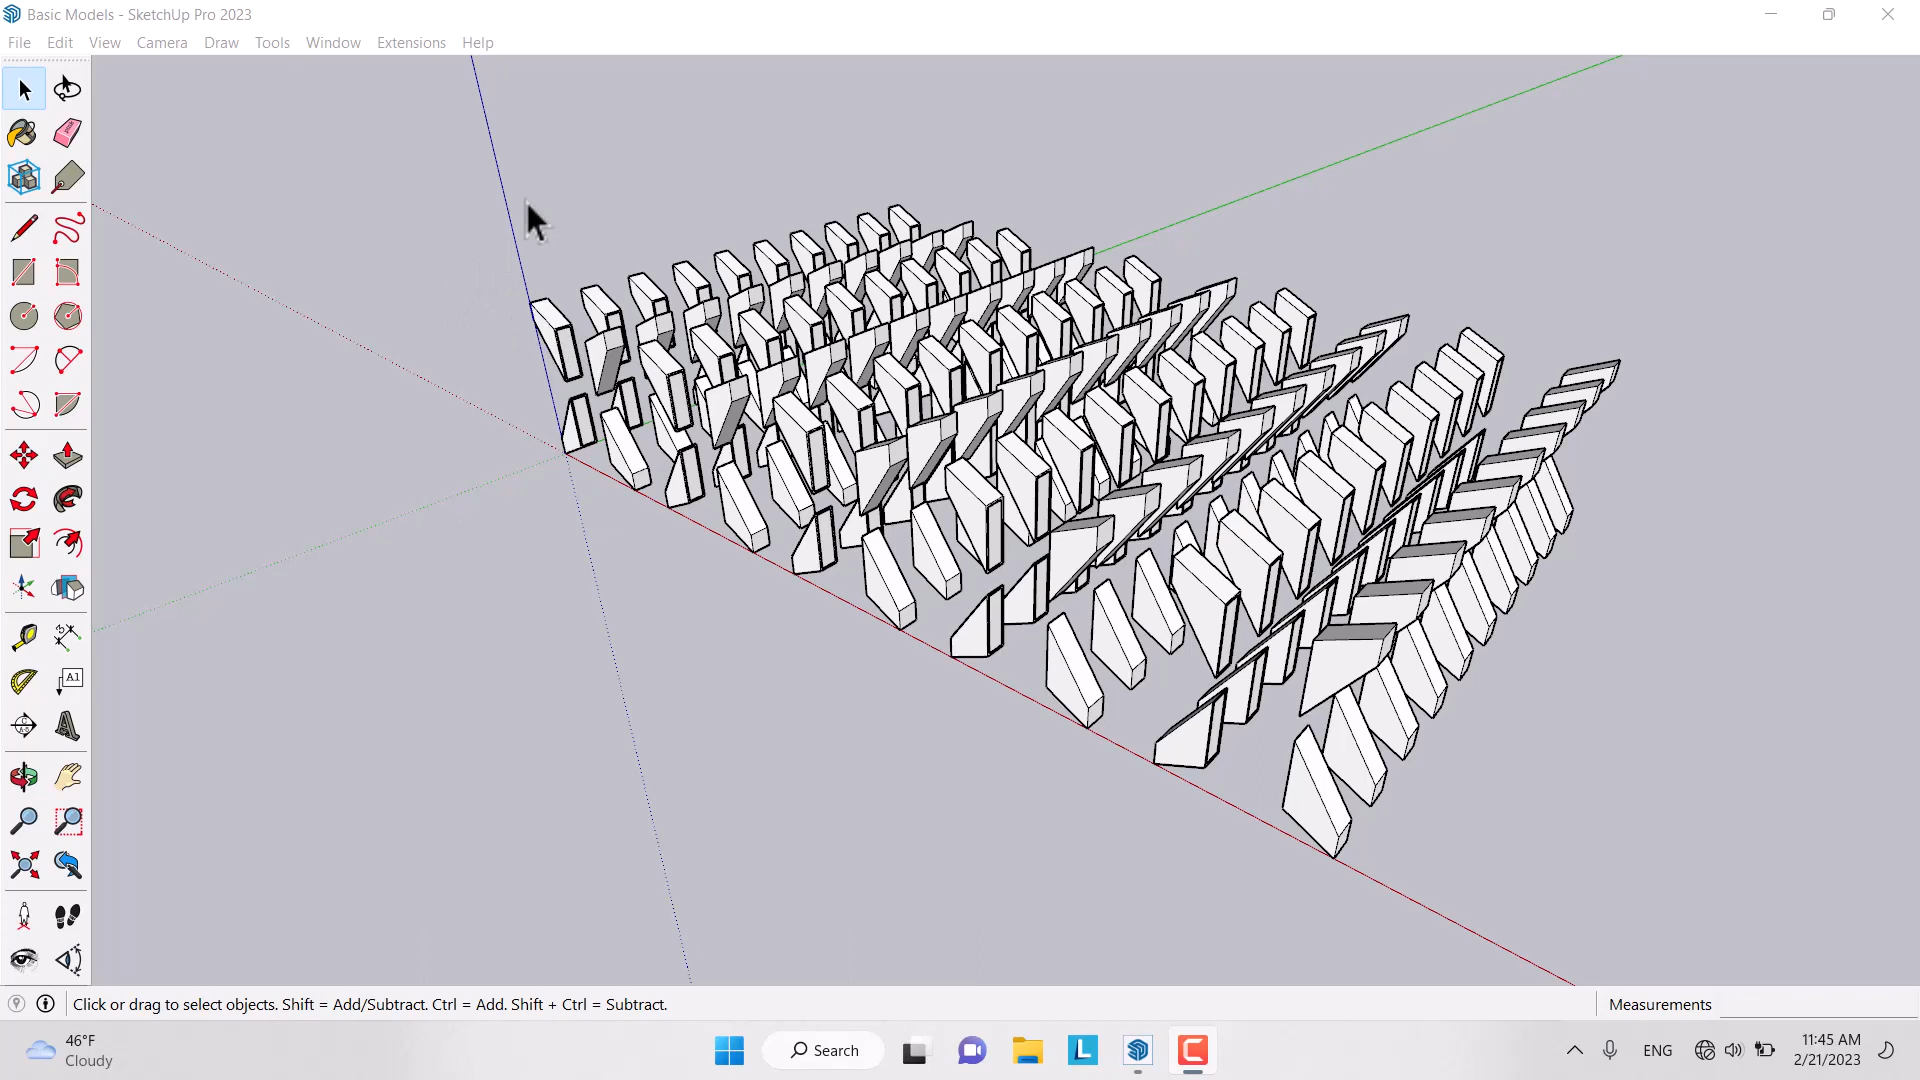 Basic Models - SketchUp Pro 2023
File Edit View Camera Draw Tools Window Extensions Help
A1
Click or drag to select objects. Shift = Add/Subtract. Ctrl = Add. Shift + Ctrl = Subtract.
Measurements
46°F
Cloudy
Search
L
C
ENG
11:45 AM
2/21/2023